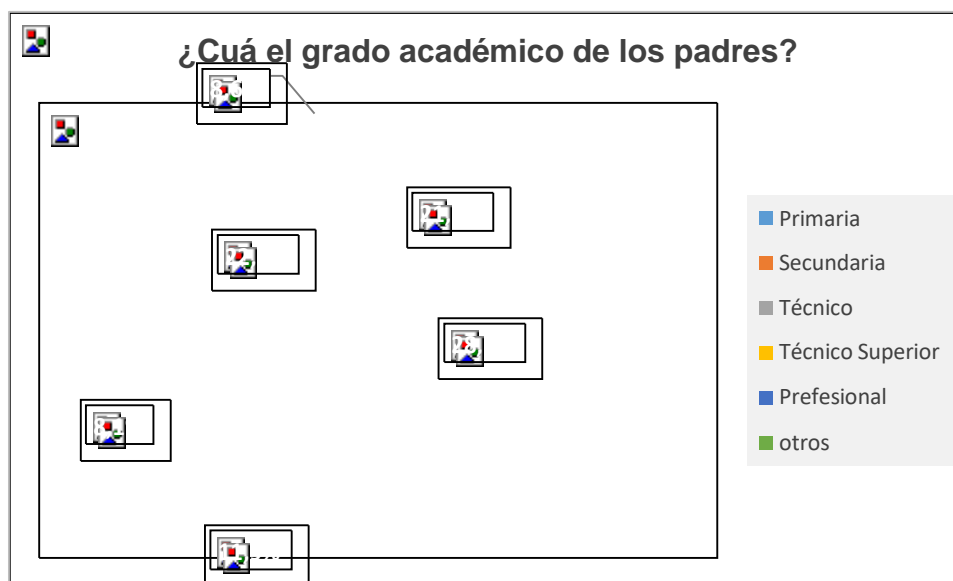 ¿Cuá el grado académico de los padres?
Primaria
Secundaria
Técnico
Técnico Superior
Prefesional
otros